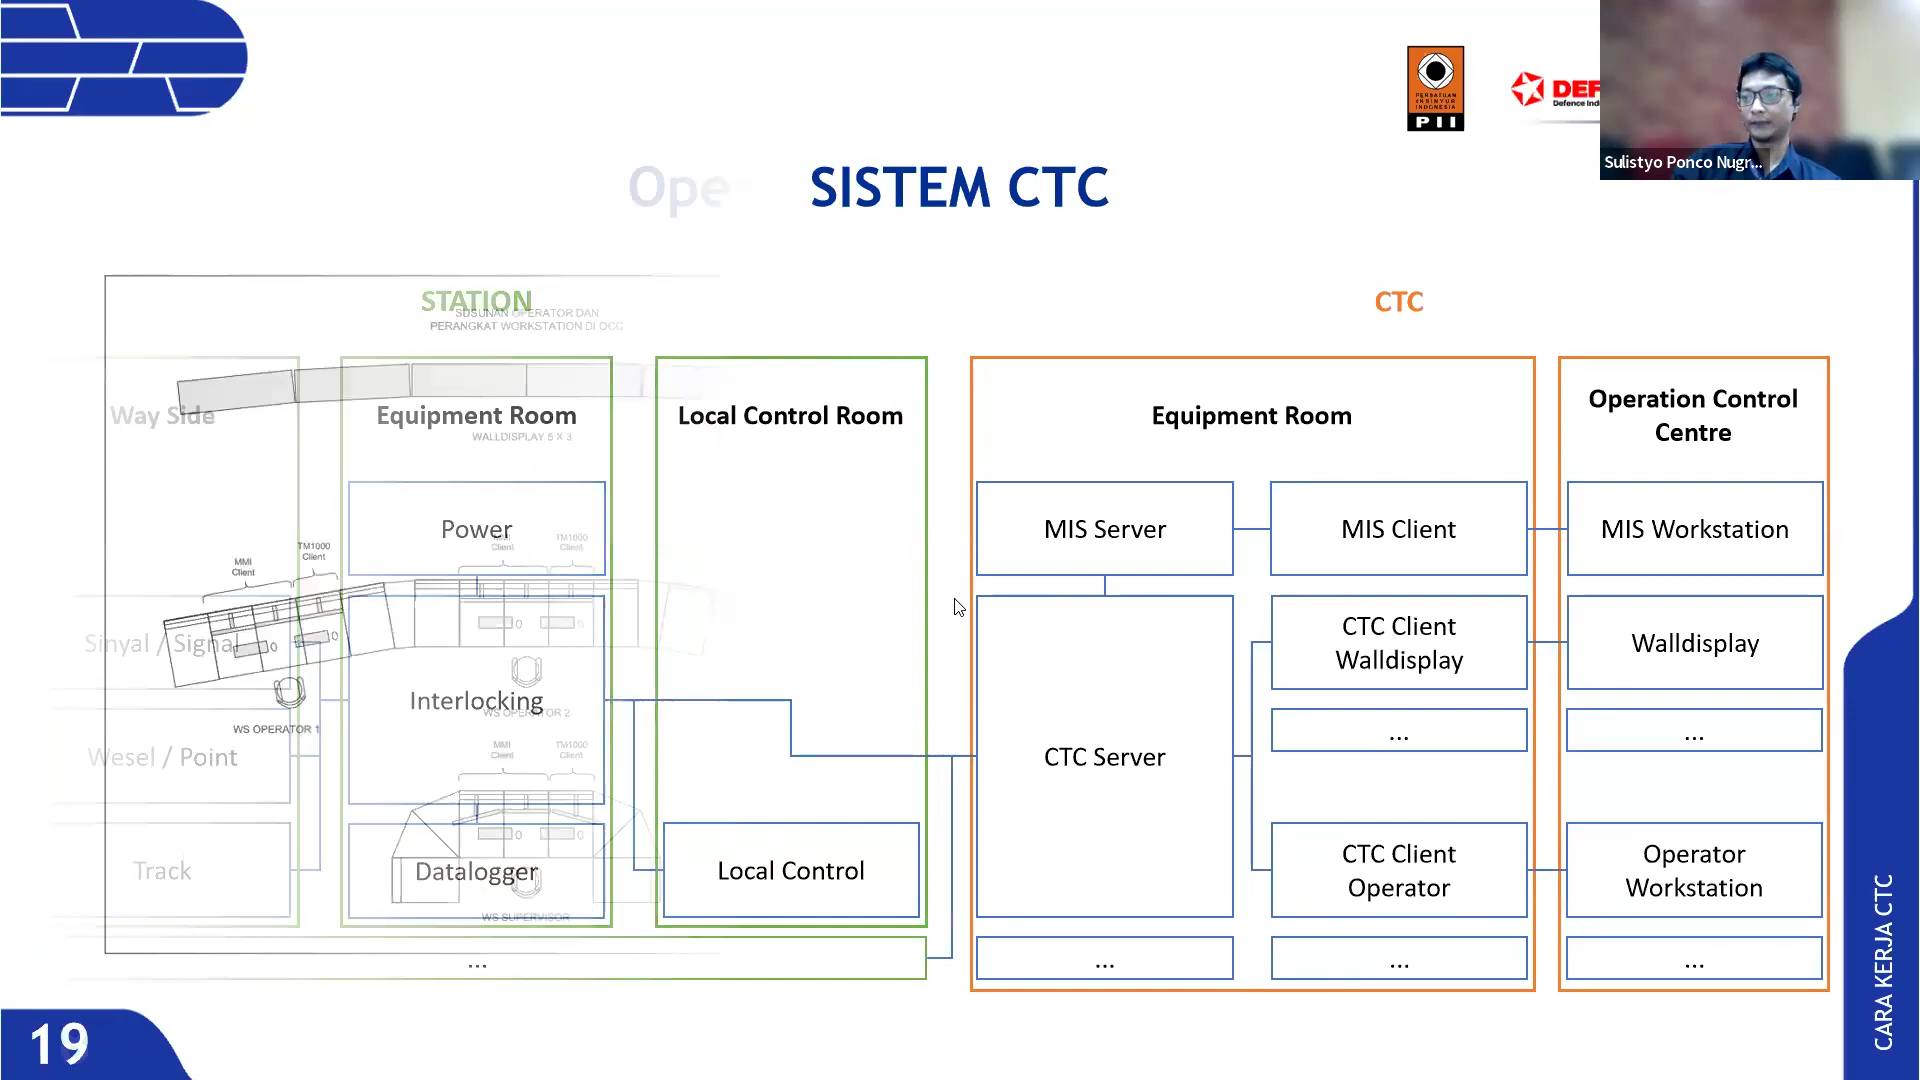 PERSATUAN
INSINYUR
INDONESIA
PII
DEF
Defence Ind
Sulistyo Ponco Nugr...
Ope
SISTEM CTC
STATION
CTC
SUSUNAN OPERATOR DAN
PERANGKAT WORKSTATION DI OCC
Way Side
Equipment Room
Local Control Room
Equipment Room
Operation Control
Centre
WALLDISPLAY 5 X 3
Power
MIS Server
MIS Client
MIS Workstation
MMI
Client
TM1000
Client
MMI
Client
TM1000
Client
Sinyal / Signal
CTC Client
Walldisplay
Walldisplay
Interlocking
WS OPERATOR 1
WS OPERATOR 2
...
...
Wesel / Point
MMI
Client
TM1000
Client
CTC Server
Track
Datalogger
Local Control
CTC Client
Operator
Operator
Workstation
WS SUPERVISOR
...
...
...
...
CARA KERJA CTC
19